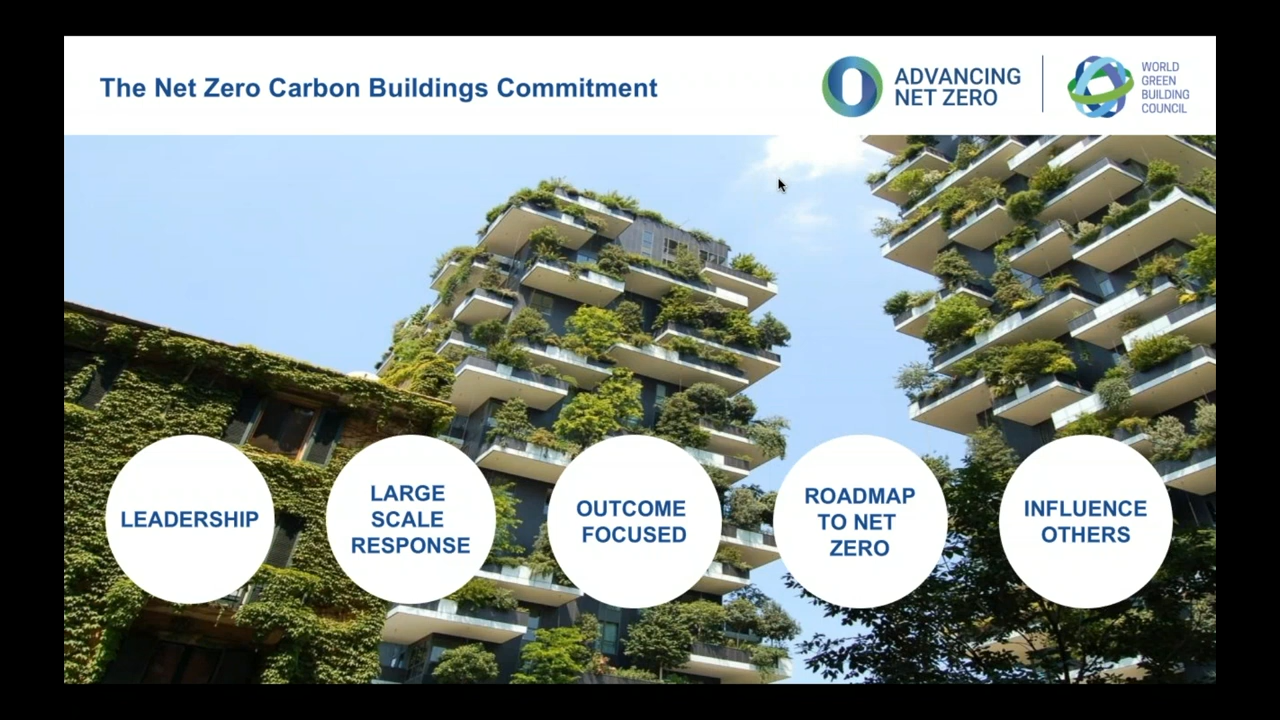 The Net Zero Carbon Buildings Commitment
ADVANCING
NET ZERO
WORLD
GREEN
BUILDING
COUNCIL
LEADERSHIP
LARGE
SCALE
RESPONSE
OUTCOME
FOCUSED
ROADMAP
TO NET
ZERO
INFLUENCE
OTHERS